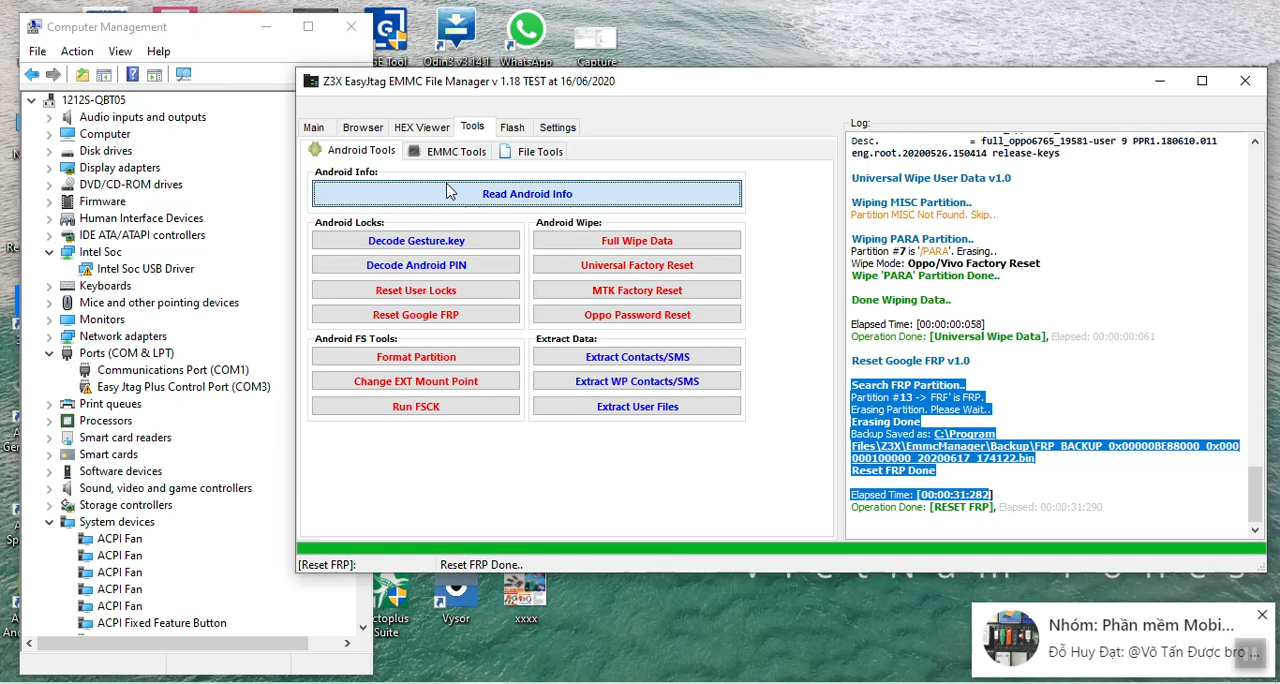 Computer Management
File Action View Help
1212S-QBT05
Audio inputs and outputs
Computer
Disk drives
Display adapters
DVD/CD-ROM drives
Firmware
Human Interface Devices
IDE ATA/ATAPI controllers
Intel Soc
Intel Soc USB Driver
Keyboards
Mice and other pointing devices
Monitors
Network adapters
Ports (COM & LPT)
Communications Port (COM1)
Easy Jtag Plus Control Port (COM3)
Print queues
Processors
Smart card readers
Smart cards
Software devices
Sound, video and game controllers
Storage controllers
System devices
ACPI Fan
ACPI Fan
ACPI Fan
ACPI Fan
ACPI Fan
ACPI Fixed Feature Button
Odin3 v3.14.1
WhatsApp
Capture
Z3X EasyJtag EMMC File Manager v 1.18 TEST at 16/06/2020
Main Browser HEX Viewer Tools Flash Settings
Android Tools EMMC Tools File Tools
Android Info:
Read Android Info
Android Locks:
Decode Gesture.key
Decode Android PIN
Reset User Locks
Reset Google FRP
Android Wipe:
Full Wipe Data
Universal Factory Reset
MTK Factory Reset
Oppo Password Reset
Android FS Tools:
Format Partition
Change EXT Mount Point
Run FSCK
Extract Data:
Extract Contacts/SMS
Extract WP Contacts/SMS
Extract User Files
Log:
Desc. = full_oppo6765_19581-user 9 PPR1.180610.011
eng.root.20200526.150414 release-keys
Universal Wipe User Data v1.0
Wiping MISC Partition..
Partition MISC Not Found. Skip..
Wiping PARA Partition..
Partition #7 is '/PARA'. Erasing..
Wipe Mode: Oppo/Vivo Factory Reset
Wipe 'PARA' Partition Done..
Done Wiping Data..
Elapsed Time: [00:00:00:058]
Operation Done: [Universal Wipe Data], Elapsed: 00:00:00:061
Reset Google FRP v1.0
Search FRP Partition..
Partition #13 -> FRF' is FRP.
Erasing Partition. Please Wait..
Erasing Done
Backup Saved as: C:\Program
Files\Z3X\EmmcManager\Backup\FRP_BACKUP_0x00000BE88000_0x000
000100000_20200617_174122.bin
Reset FRP Done
Elapsed Time: [00:00:31:282]
Operation Done: [RESET FRP], Elapsed: 00:00:31:290
[Reset FRP]: Reset FRP Done..
Suite
Vysor
xxxx
Nhóm: Phần mềm Mobi...
Đỗ Huy Đạt: @Võ Tấn Được bro ...